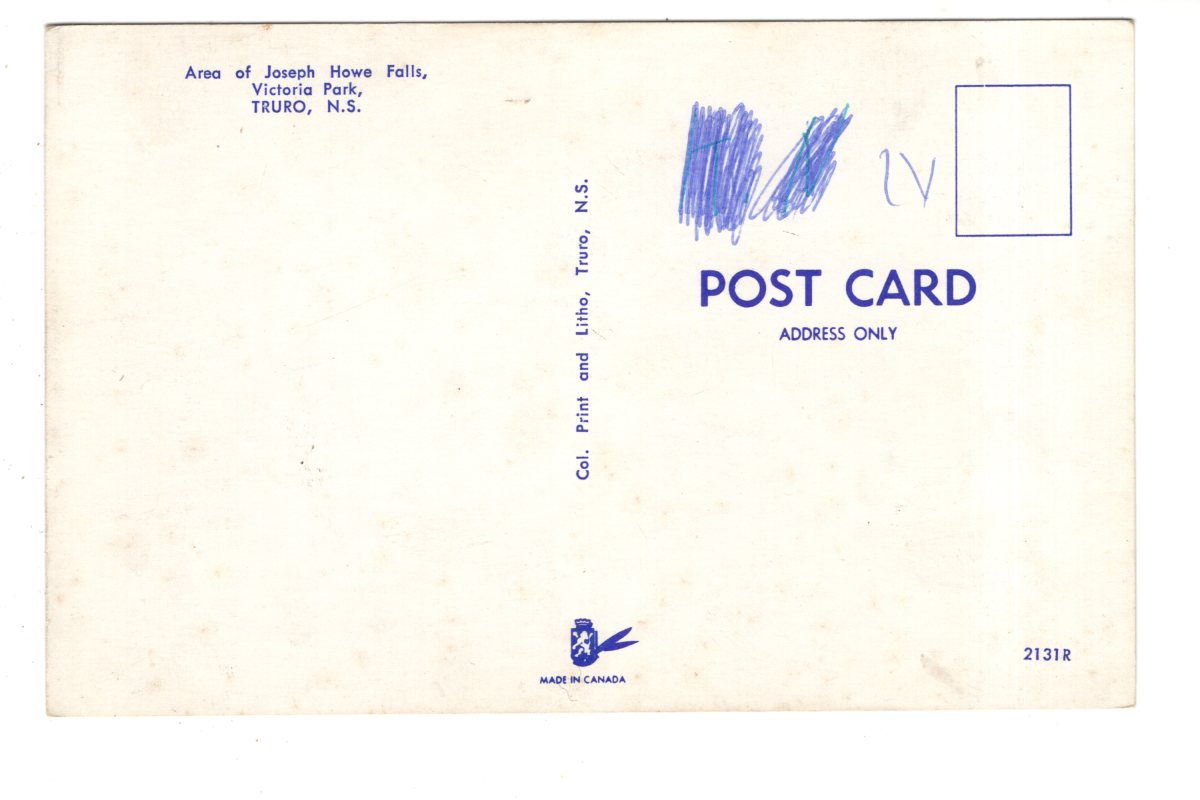 Area of Joseph Howe Falls,
Victoria Park,
TRURO, N.S.
Col. Print and Litho, Truro, N.S.
POST CARD
ADDRESS ONLY
MADE IN CANADA
2131R